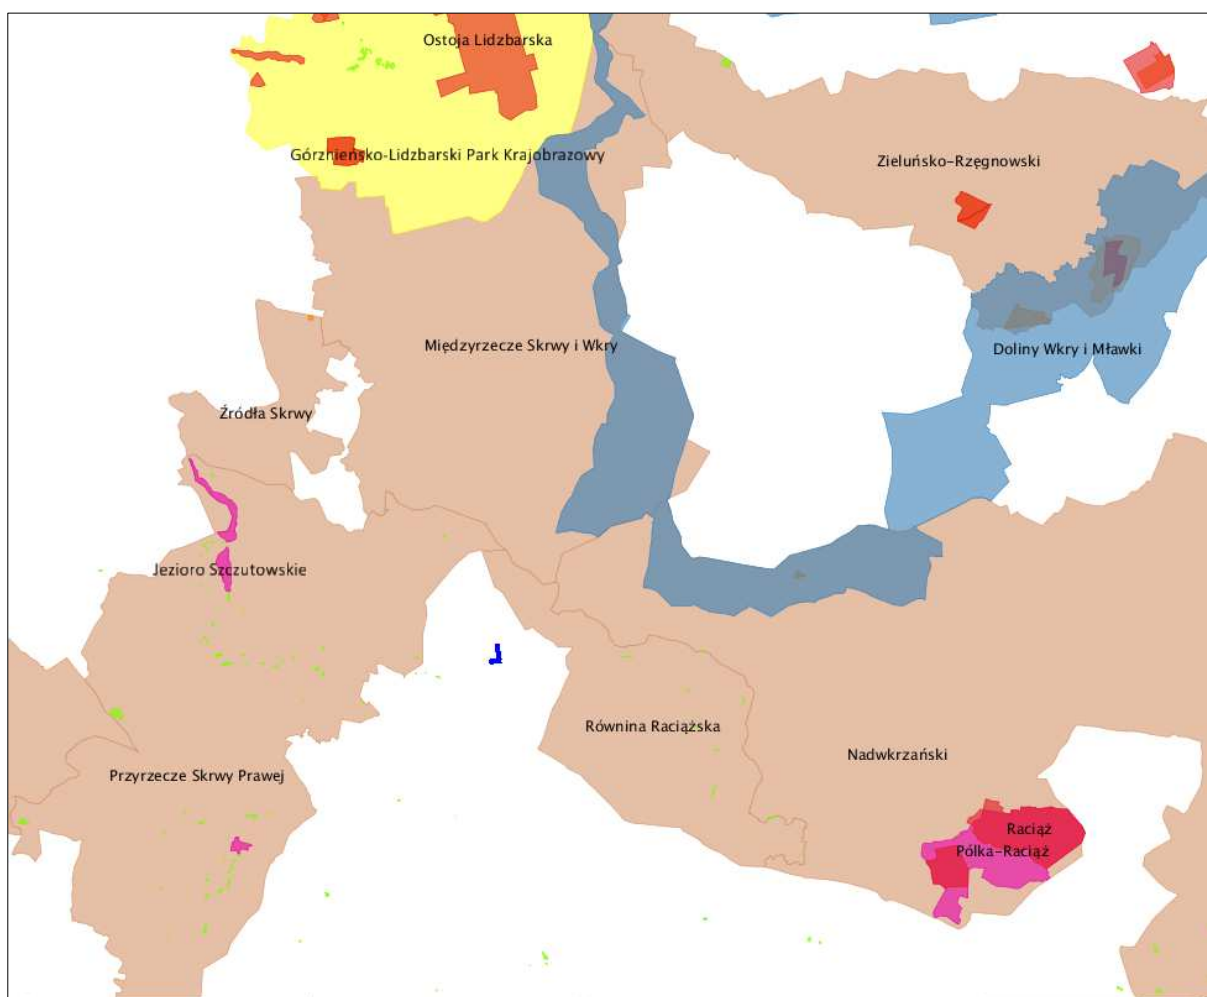 Ostoja Lidzbarska
Górznieńsko-Lidzbarski Park Krajobrazowy
Zieluńsko-Rzęgnowski
Międzyrzecze Skrwy i Wkry
Doliny Wkry i Mławki
Źródła Skrwy
Jezioro Szczutowskie
Równina Raciążska
Nadwkrzański
Przyrzecze Skrwy Prawej
Raciąż
Pólka-Raciąż